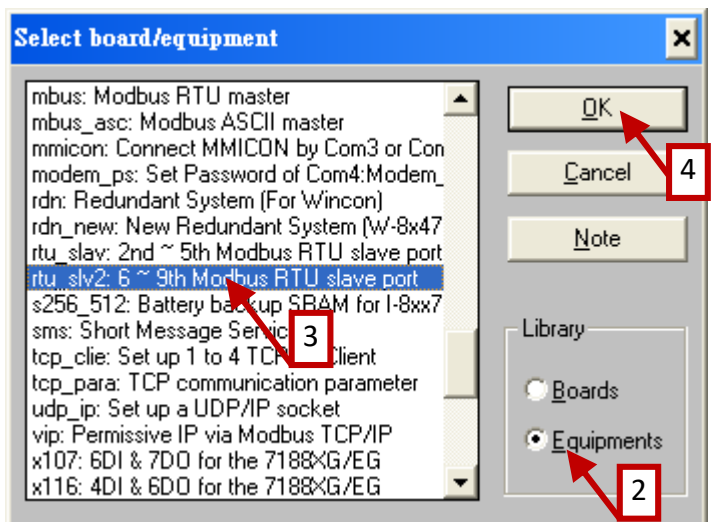 Select board/equipment
mbus: Modbus RTU master
mbus_asc: Modbus ASCII master
mmicon: Connect MMICON by Com3 or Com
modem_ps: Set Password of Com4:Modem_
rdn: Redundant System (For Wincon)
rdn_new: New Redundant System (W-8x47
rtu_slav: 2nd ~ 5th Modbus RTU slave port
rtu_slv2: 6 ~ 9th Modbus RTU slave port
s256_512: Battery backup SRAM for I-8xx7
sms: Short Message Servic
tcp_clie: Set up 1 to 4 TCP Client
tcp_para: TCP communication parameter
udp_ip: Set up a UDP/IP socket
vip: Permissive IP via Modbus TCP/IP
x107: 6DI & 7DO for the 7188XG/EG
x116: 4DI & 6DO for the 7188XG/EG
3
OK
4
Cancel
Note
Library
Boards
Equipments
2